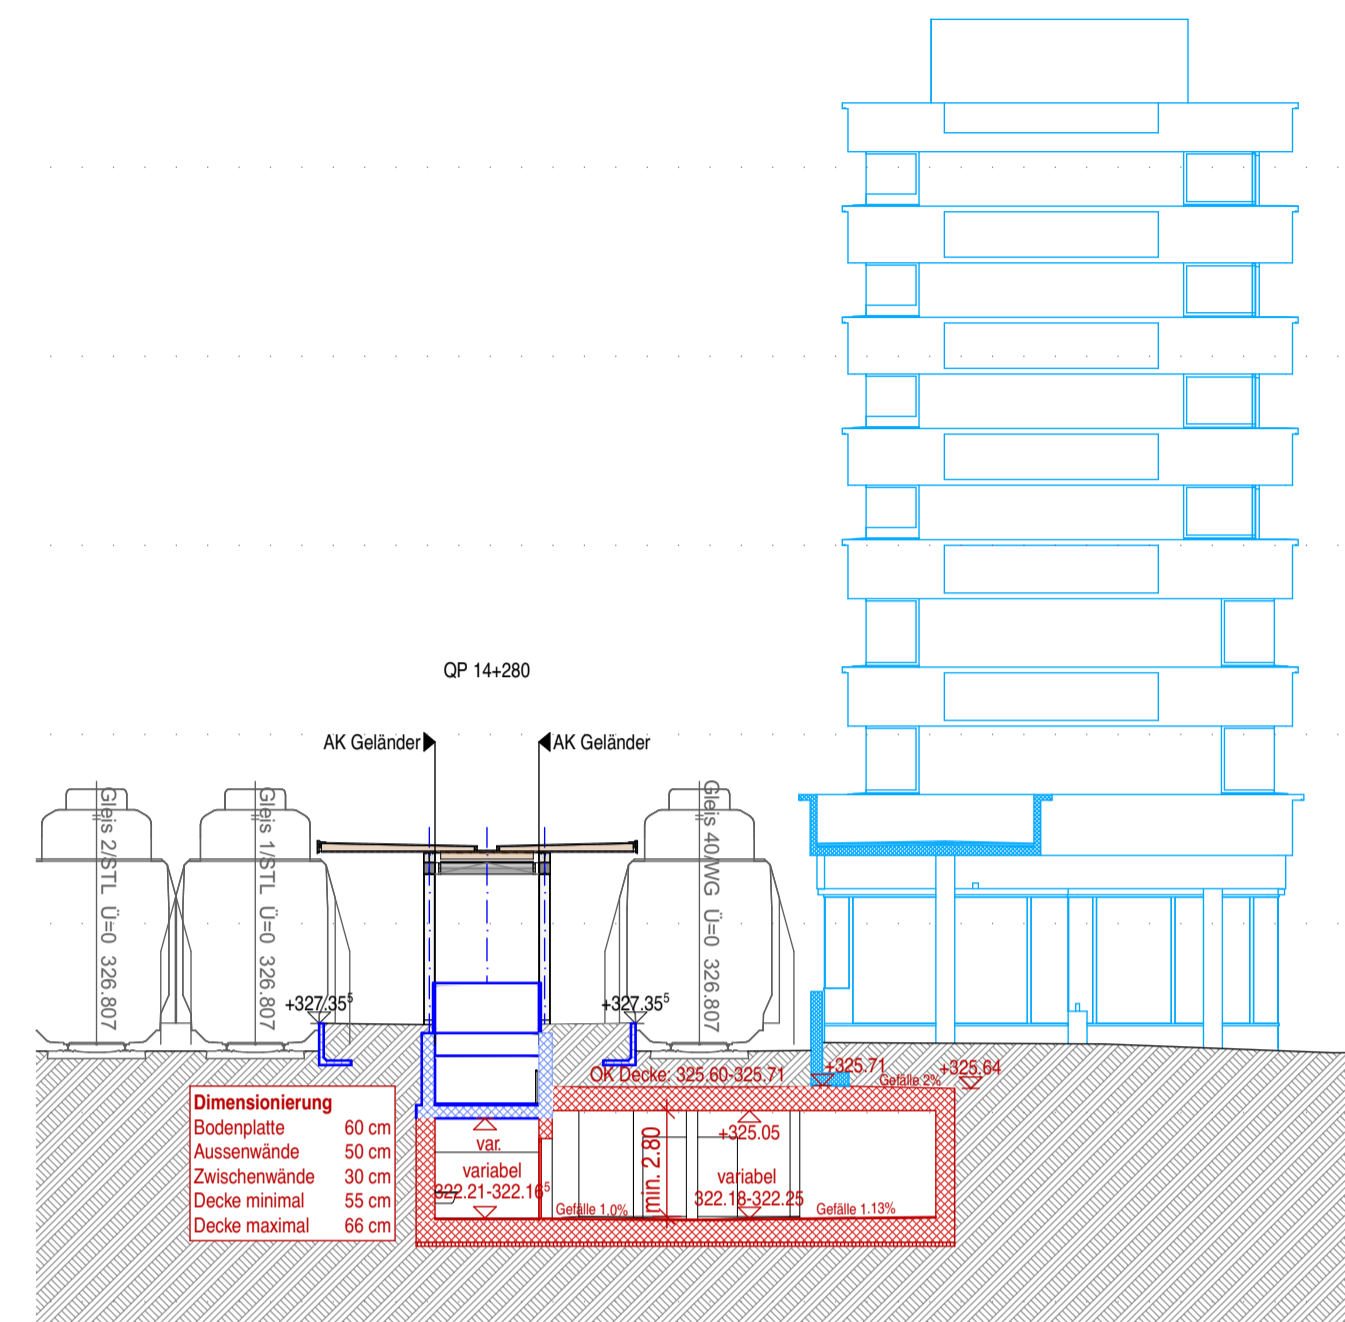 QP 14+280
AK Geländer
AK Geländer
Gleis 2/STL Ü=0 326.807
Gleis 1/STL Ü=0 326.807
Gleis 40/WG Ü=0 326.807
+327.35⁵
+327.35⁵
OK Decke: 325.60-325.71
+325.71
Gefälle 2%
+325.64
Dimensionierung
Bodenplatte 60 cm
Aussenwände 50 cm
Zwischenwände 30 cm
Decke minimal 55 cm
Decke maximal 66 cm
var.
variabel
322.21-322.16⁵
Gefälle 1.0%
min. 2.80
+325.05
variabel
322.18-322.25
Gefälle 1.13%